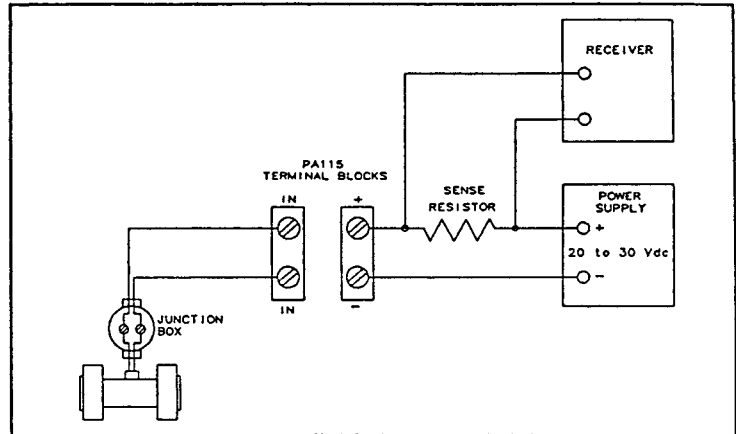 RECEIVER
PA115
TERMINAL BLOCKS
IN
+
SENSE
RESISTOR
POWER
SUPPLY
+
20 to 30 Vdc
-
IN
-
JUNCTION
BOX